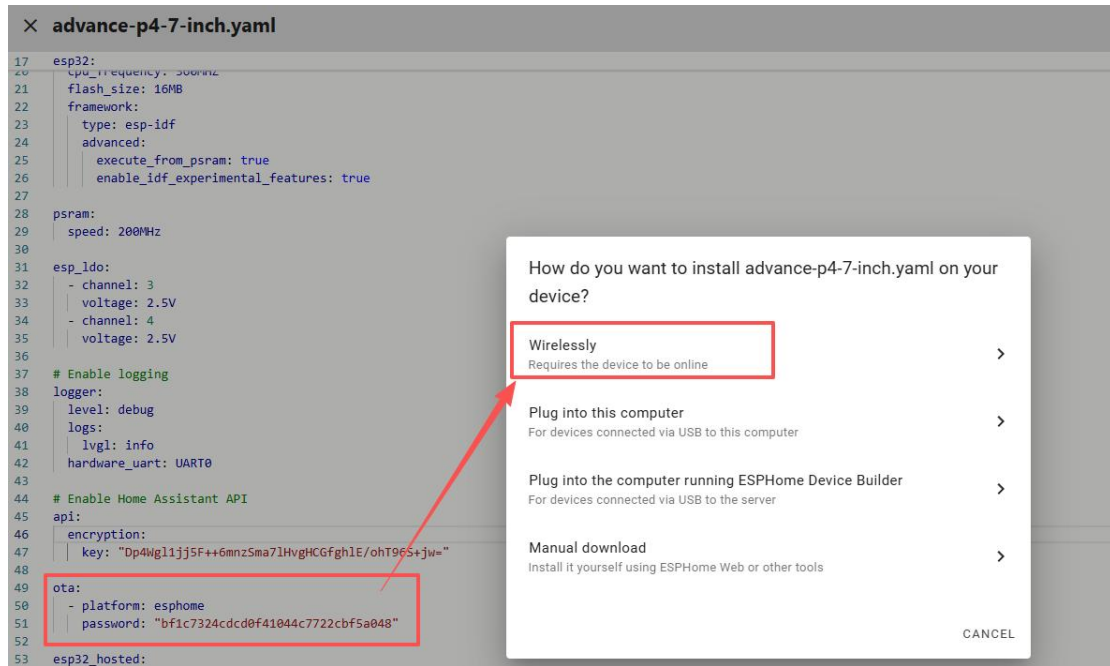 × advance-p4-7-inch.yaml
17 esp32:
20 cpu_frequency: 360MHz
21 flash_size: 16MB
22 framework:
23 type: esp-idf
24 advanced:
25 execute_from_psram: true
26 enable_idf_experimental_features: true
27
28 psram:
29 speed: 200MHz
30
31 esp_ldo:
32 - channel: 3
33 voltage: 2.5V
34 - channel: 4
35 voltage: 2.5V
36
37 # Enable logging
38 logger:
39 level: debug
40 logs:
41 lvgl: info
42 hardware_uart: UART0
43
44 # Enable Home Assistant API
45 api:
46 encryption:
47 key: "Dp4Wgl1jj5F++6mnzSma7lHvgHCGfghlE/ohT96S+jw="
48
49 ota:
50 - platform: esphome
51 password: "bf1c7324cdcd0f41044c7722cbf5a048"
52
53 esp32_hosted:
How do you want to install advance-p4-7-inch.yaml on your
device?
Wirelessly
Requires the device to be online
Plug into this computer
For devices connected via USB to this computer
Plug into the computer running ESPHome Device Builder
For devices connected via USB to the server
Manual download
Install it yourself using ESPHome Web or other tools
CANCEL